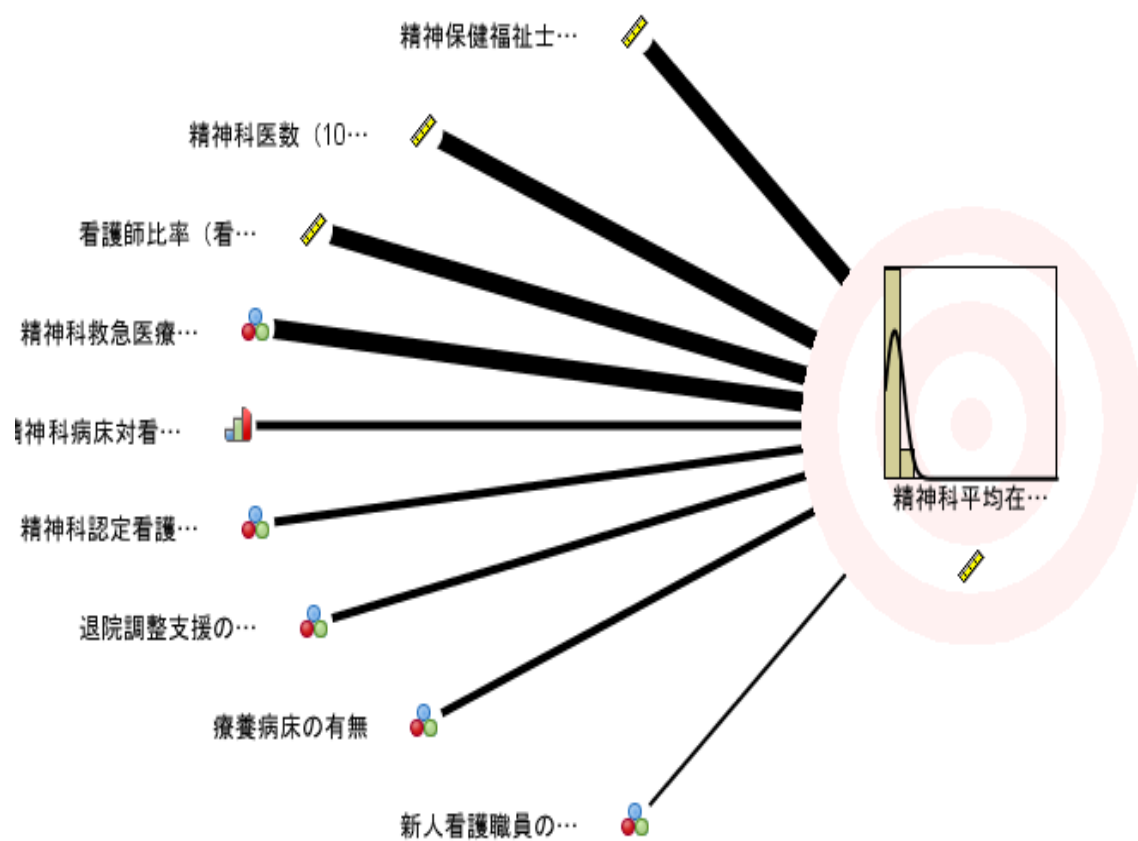 精神保健福祉士…
精神科医数（10…
看護師比率（看…
精神科救急医療…
精神科病床対看…
精神科認定看護…
退院調整支援の…
療養病床の有無
新人看護職員の…
精神科平均在…